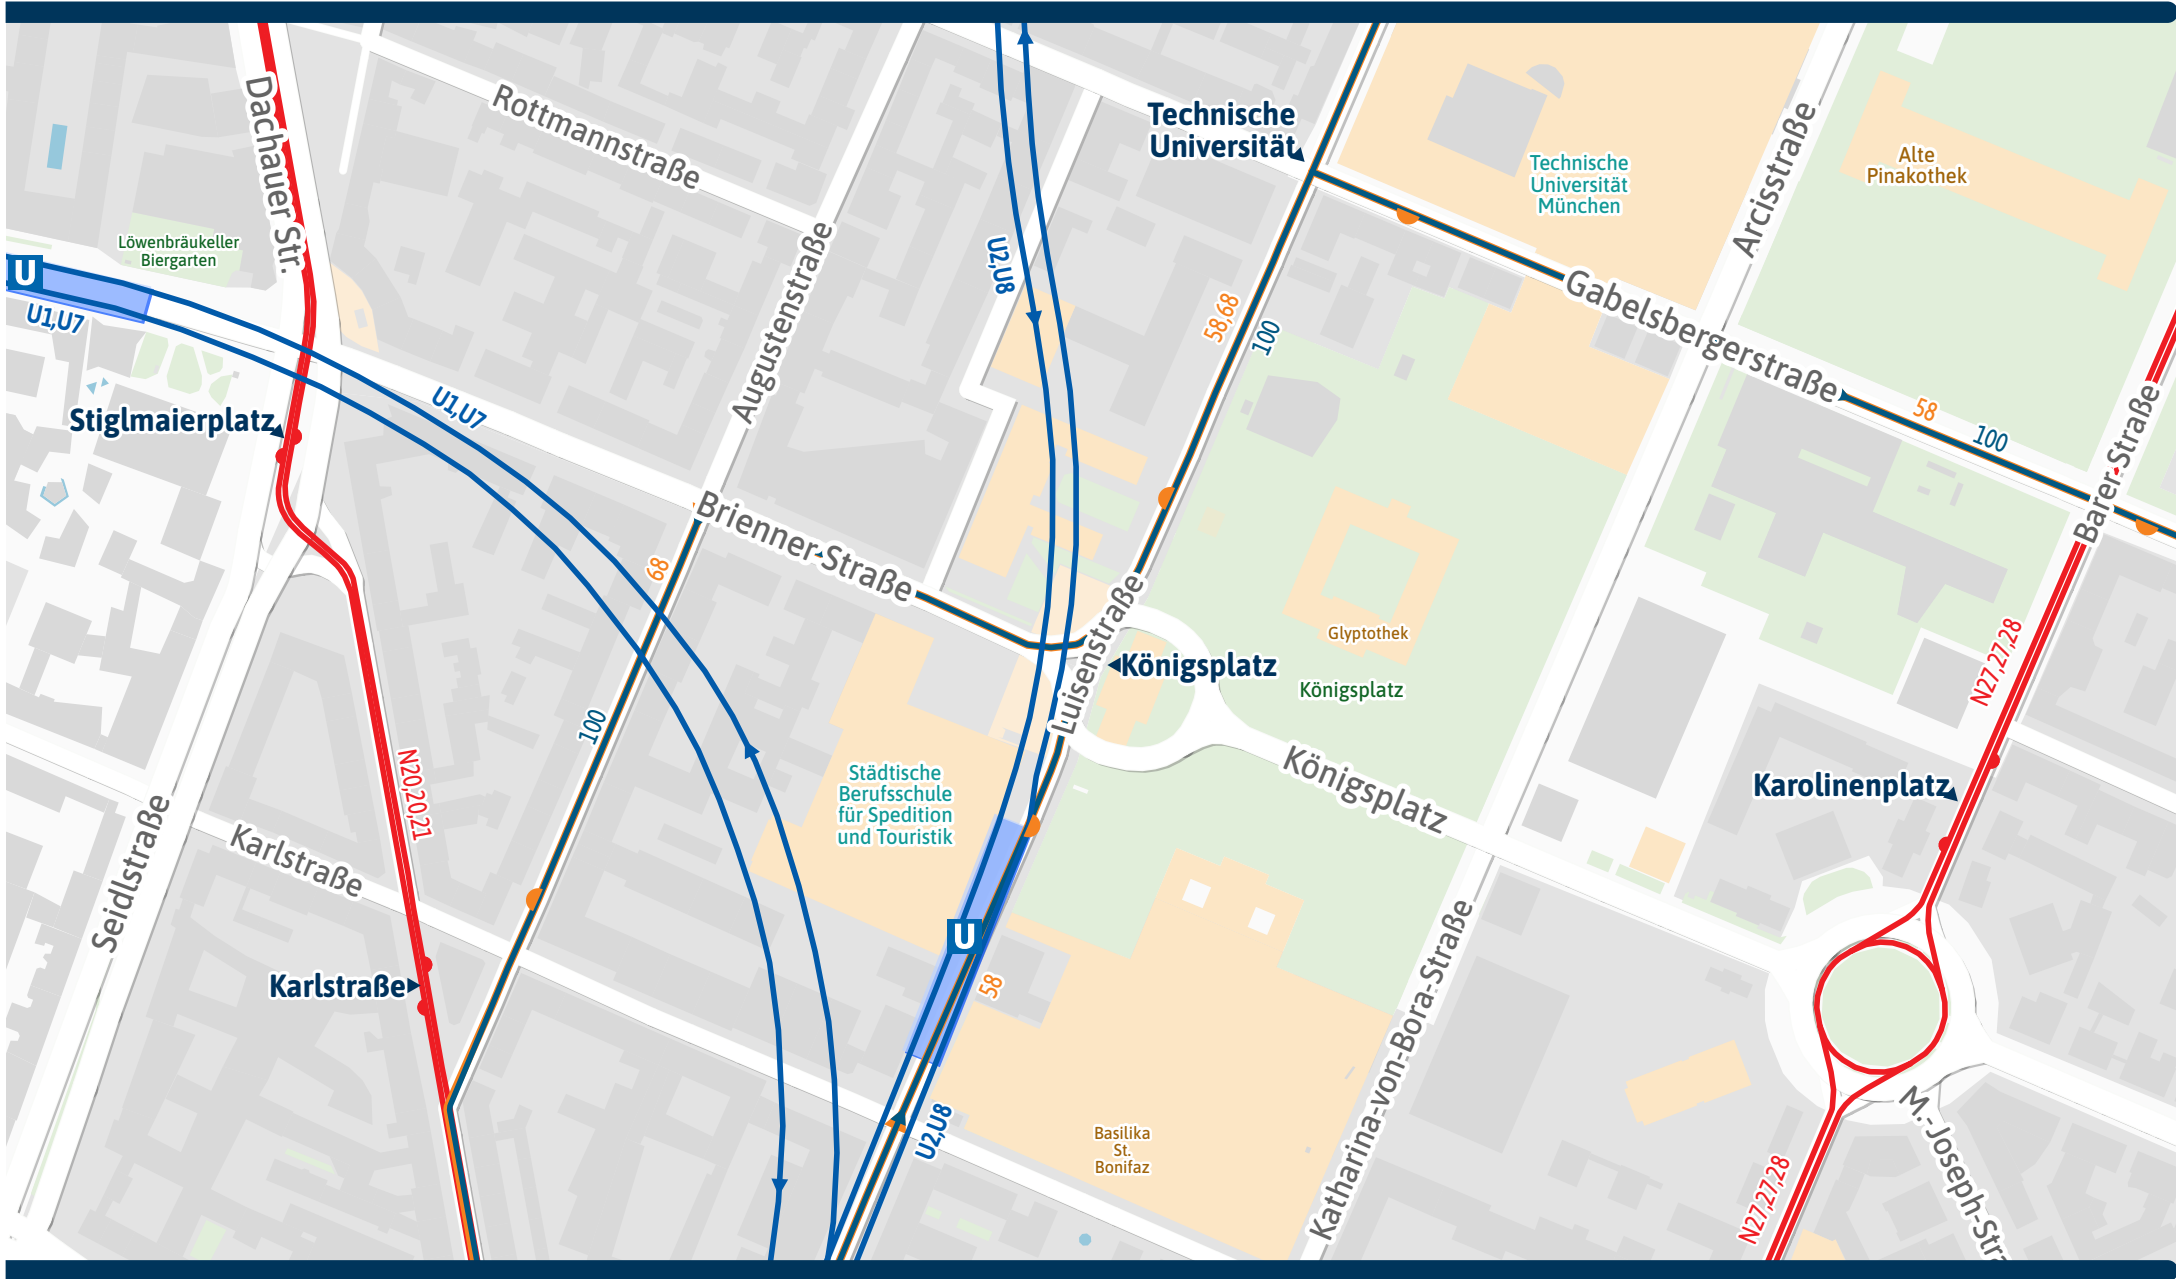 Dachauer Str.
Rottmannstraße
Technische
Universität
Technische
Universität
München
Arcisstraße
Alte
Pinakothek
Löwenbräukeller
Biergarten
U
U1,U7
U2,U8
Augustenstraße
58,68
100
Gabelsbergerstraße
Stiglmaierplatz
U1,U7
58
100
Barer Straße
Brienner Straße
68
Luisenstraße
Glyptothek
Königsplatz
Königsplatz
N27,27,28
100
N20,20,21
Städtische
Berufsschule
für Spedition
und Touristik
Königsplatz
Karolinenplatz
Seidlstraße
Karlstraße
U
58
Katharina-von-Bora-Straße
Karlstraße
U2,U8
Basilika
St.
Bonifaz
M.-Joseph-Stra
N27,27,28